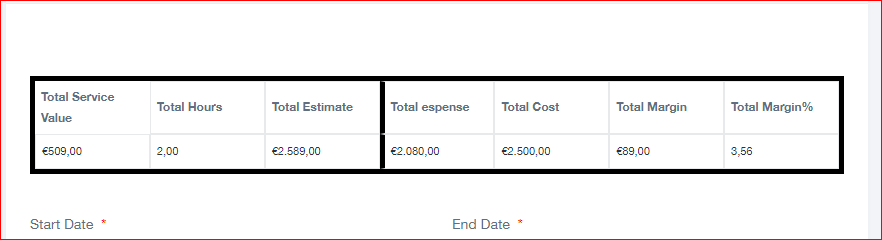 Total Service Value Total Hours Total Estimate Total espense Total Cost Total Margin Total Margin%
€509,00 2,00 €2.589,00 €2.080,00 €2.500,00 €89,00 3,56
Start Date * End Date *